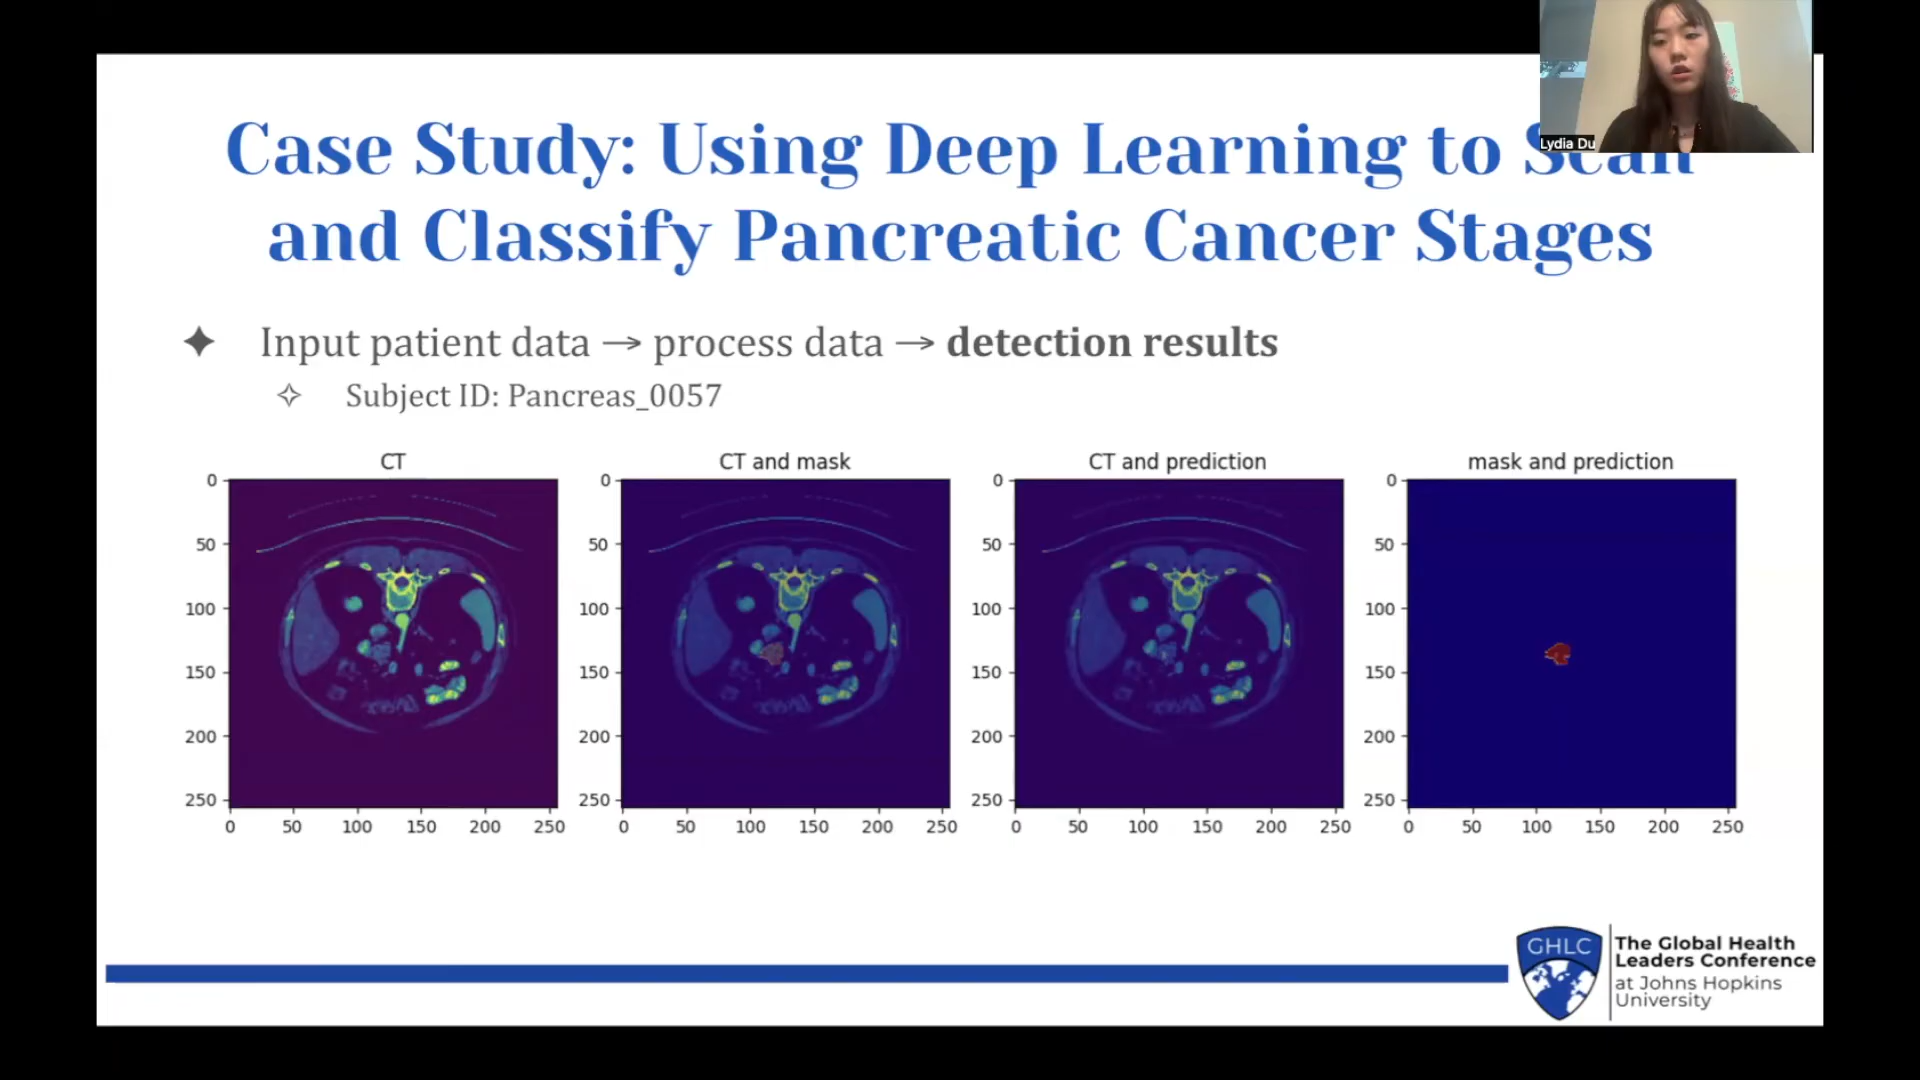 Case Study: Using Deep Learning to Scan
and Classify Pancreatic Cancer Stages
Lydia Du
✦ Input patient data → process data → detection results
✧ Subject ID: Pancreas_0057
CT
0
50
100
150
200
250
0 50 100 150 200 250
CT and mask
0
50
100
150
200
250
0 50 100 150 200 250
CT and prediction
0
50
100
150
200
250
0 50 100 150 200 250
mask and prediction
0
50
100
150
200
250
0 50 100 150 200 250
GHLC
The Global Health
Leaders Conference
at Johns Hopkins
University